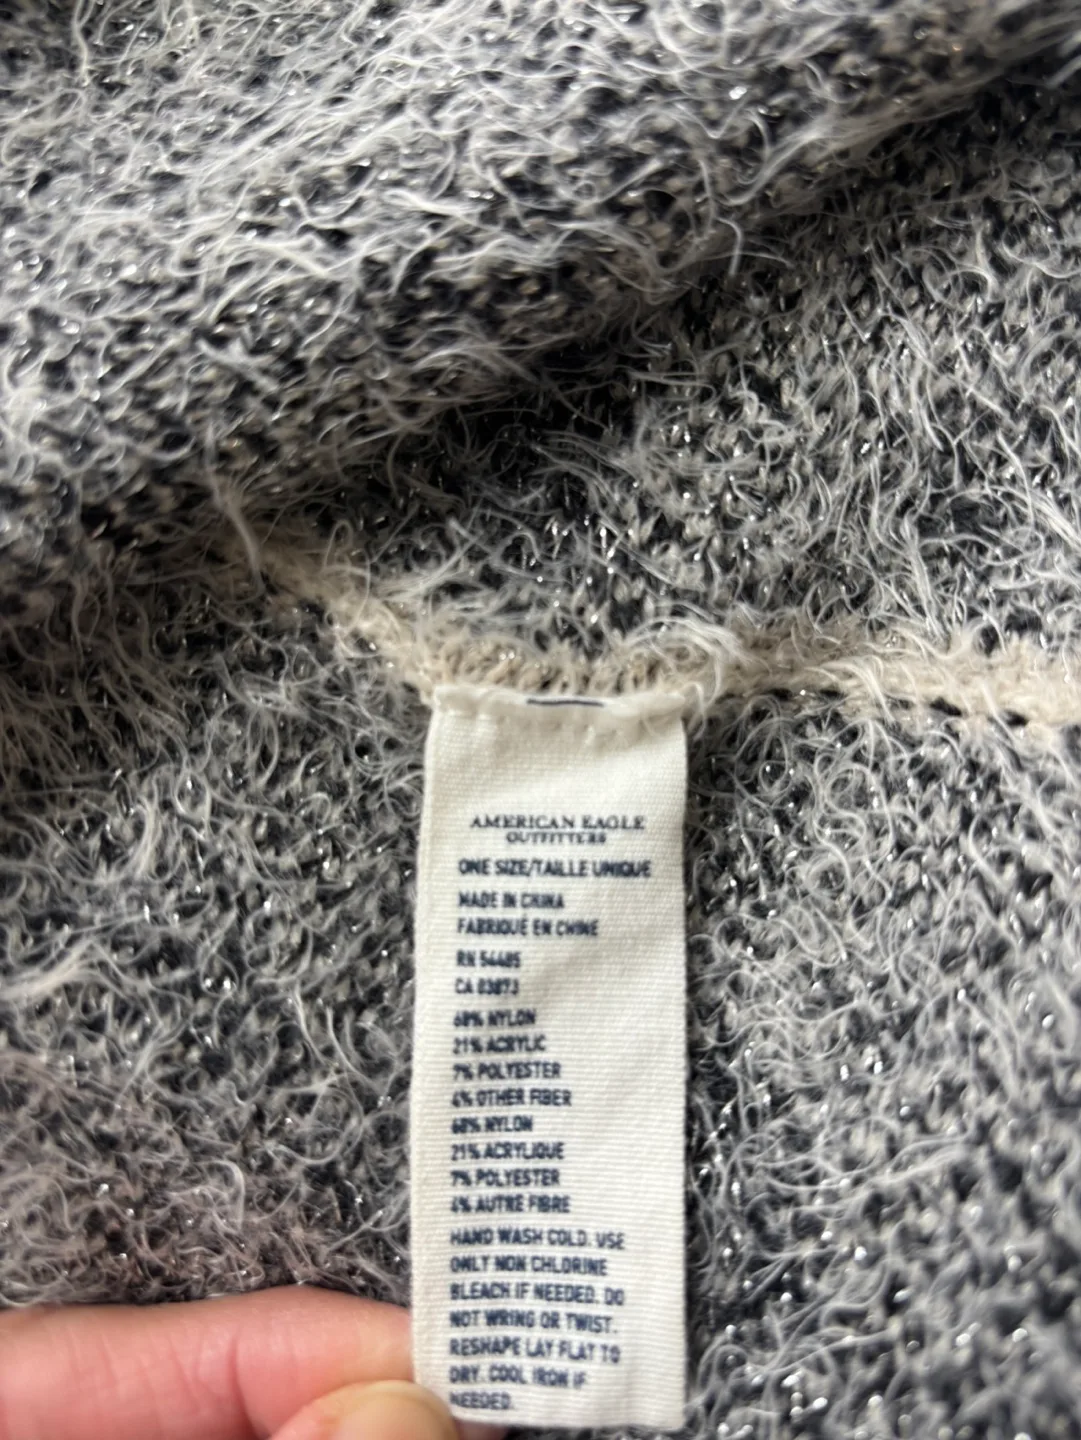 AMERICAN EAGLE
OUTFITTERS
ONE SIZE/TAILLE UNIQUE
MADE IN CHINA
FABRIQUÉ EN CHINE
RN 54485
CA 03873
68% NYLON
21% ACRYLIC
7% POLYESTER
4% OTHER FIBER
68% NYLON
21% ACRYLIQUE
7% POLYESTER
4% AUTRE FIBRE
HAND WASH COLD. USE
ONLY NON CHLORINE
BLEACH IF NEEDED. DO
NOT WRING OR TWIST.
RESHAPE LAY FLAT TO
DRY. COOL IRON IF
NEEDED.